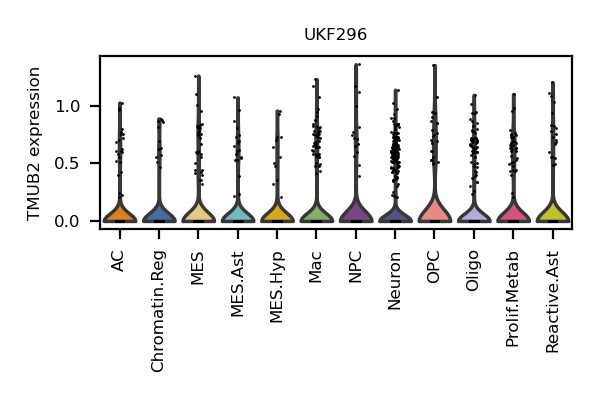 UKF296
TMUB2 expression
1.0
0.5
0.0
AC
Chromatin.Reg
MES
MES.Ast
MES.Hyp
Mac
NPC
Neuron
OPC
Oligo
Prolif.Metab
Reactive.Ast